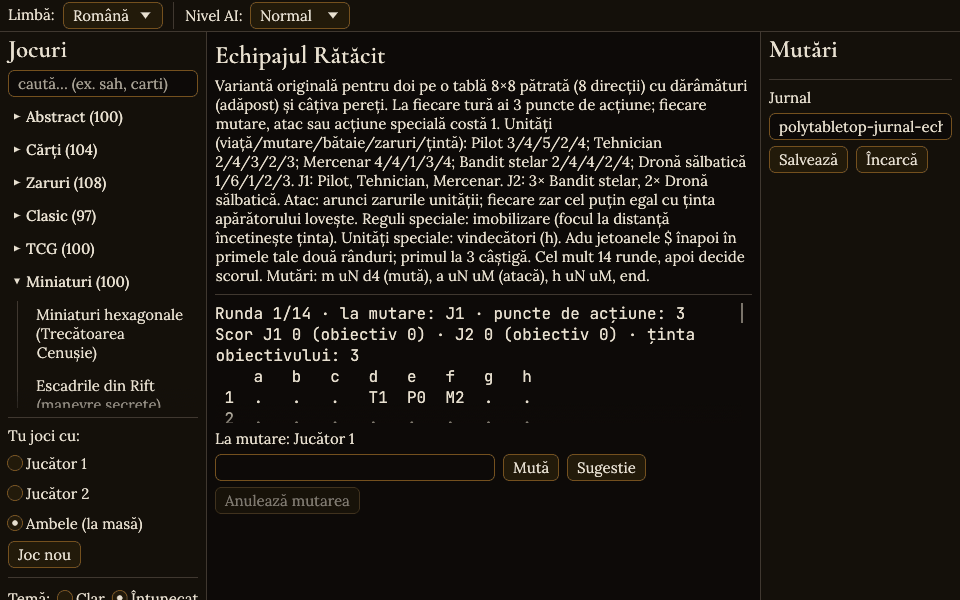 Limbă: Română Nivel AI: Normal
Jocuri
caută... (ex. sah, carti)
Abstract (100)
Cărți (104)
Zaruri (108)
Clasic (97)
TCG (100)
Miniaturi (100)
Miniaturi hexagonale
(Trecătoarea
Cenușie)
Escadrile din Rift
(manevre secrete)
Tu joci cu:
Jucător 1
Jucător 2
Ambele (la masă)
Joc nou
Temă: Clar Întunecat
Echipajul Rătăcit
Variantă originală pentru doi pe o tablă 8×8 pătrată (8 direcții) cu dărâmături
(adăpost) și câțiva pereți. La fiecare tură ai 3 puncte de acțiune; fiecare
mutare, atac sau acțiune specială costă 1. Unități
(viață/mutare/bătaie/zaruri/țintă): Pilot 3/4/5/2/4; Tehnician
2/4/3/2/3; Mercenar 4/4/1/3/4; Bandit stelar 2/4/4/2/4; Dronă sălbatică
1/6/1/2/3. J1: Pilot, Tehnician, Mercenar. J2: 3× Bandit stelar, 2× Dronă
sălbatică. Atac: arunci zarurile unității; fiecare zar cel puțin egal cu ținta
apărătorului lovește. Reguli speciale: imobilizare (focul la distanță
încetinește ținta). Unități speciale: vindecători (h). Adu jetoanele $ înapoi în
primele tale două rânduri; primul la 3 câștigă. Cel mult 14 runde, apoi decide
scorul. Mutări: m uN d4 (mută), a uN uM (atacă), h uN uM, end.
Runda 1/14 · la mutare: J1 · puncte de acțiune: 3
Scor J1 0 (obiectiv 0) · J2 0 (obiectiv 0) · ținta
obiectivului: 3
a b c d e f g h
1 . . . T1 P0 M2 . .
2 . . . . . . . .
La mutare: Jucător 1
Mută Sugestie
Anulează mutarea
Mutări
Jurnal
polytabletop-jurnal-ech
Salvează Încarcă